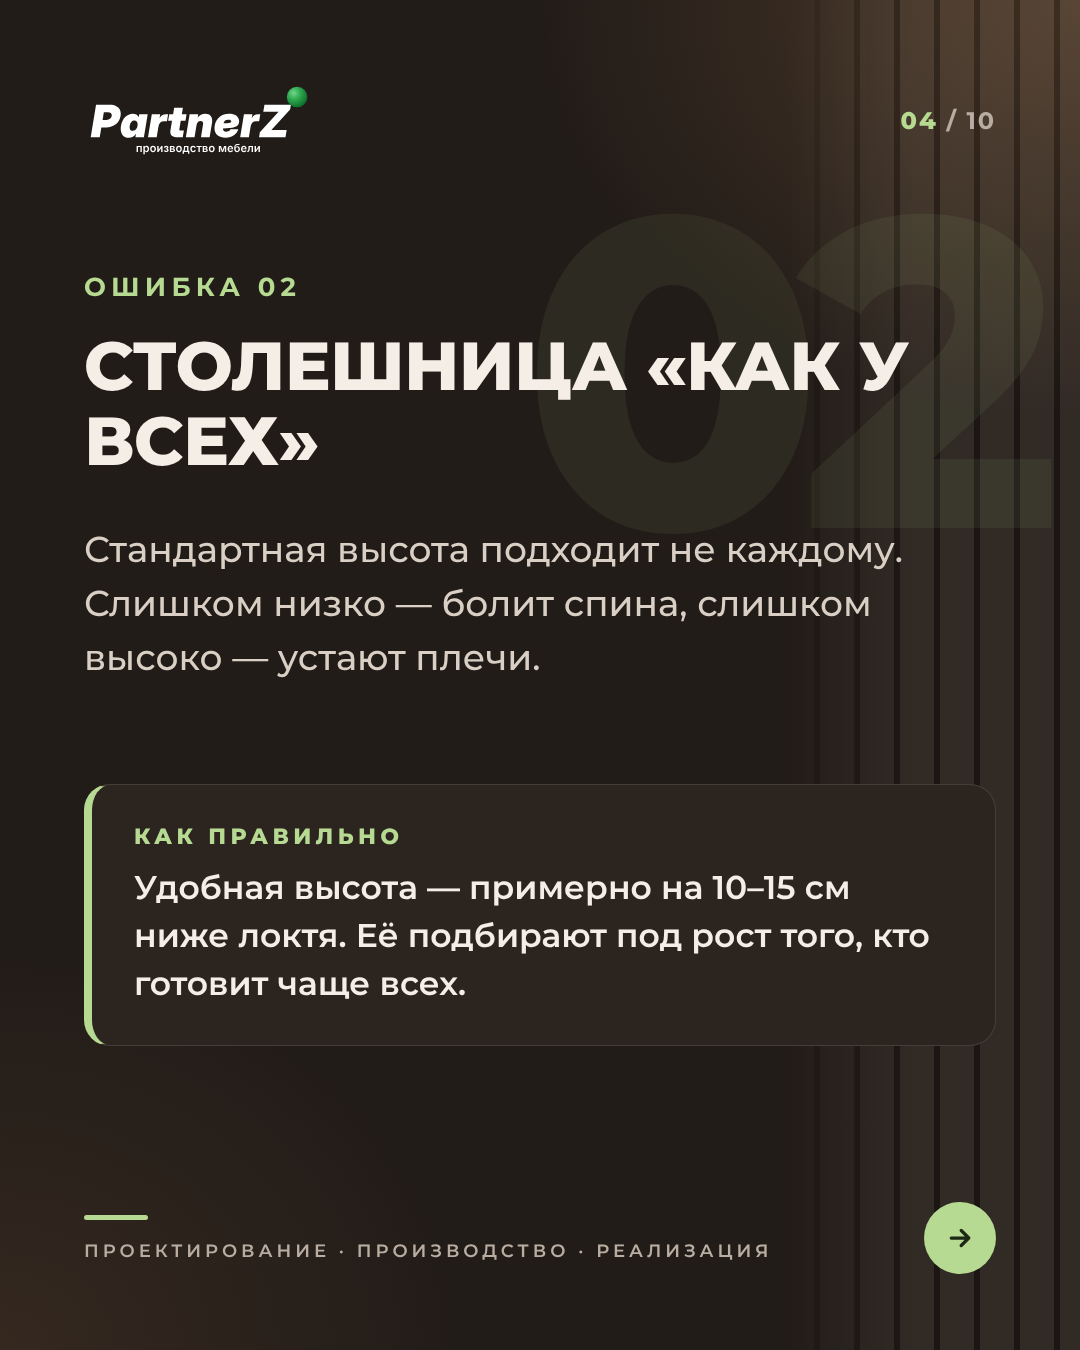 PartnerZ
производство мебели
04 / 10
02
ОШИБКА 02
СТОЛЕШНИЦА «КАК У
ВСЕХ»
Стандартная высота подходит не каждому.
Слишком низко — болит спина, слишком
высоко — устают плечи.
КАК ПРАВИЛЬНО
Удобная высота — примерно на 10–15 см
ниже локтя. Её подбирают под рост того, кто
готовит чаще всех.
ПРОЕКТИРОВАНИЕ · ПРОИЗВОДСТВО · РЕАЛИЗАЦИЯ